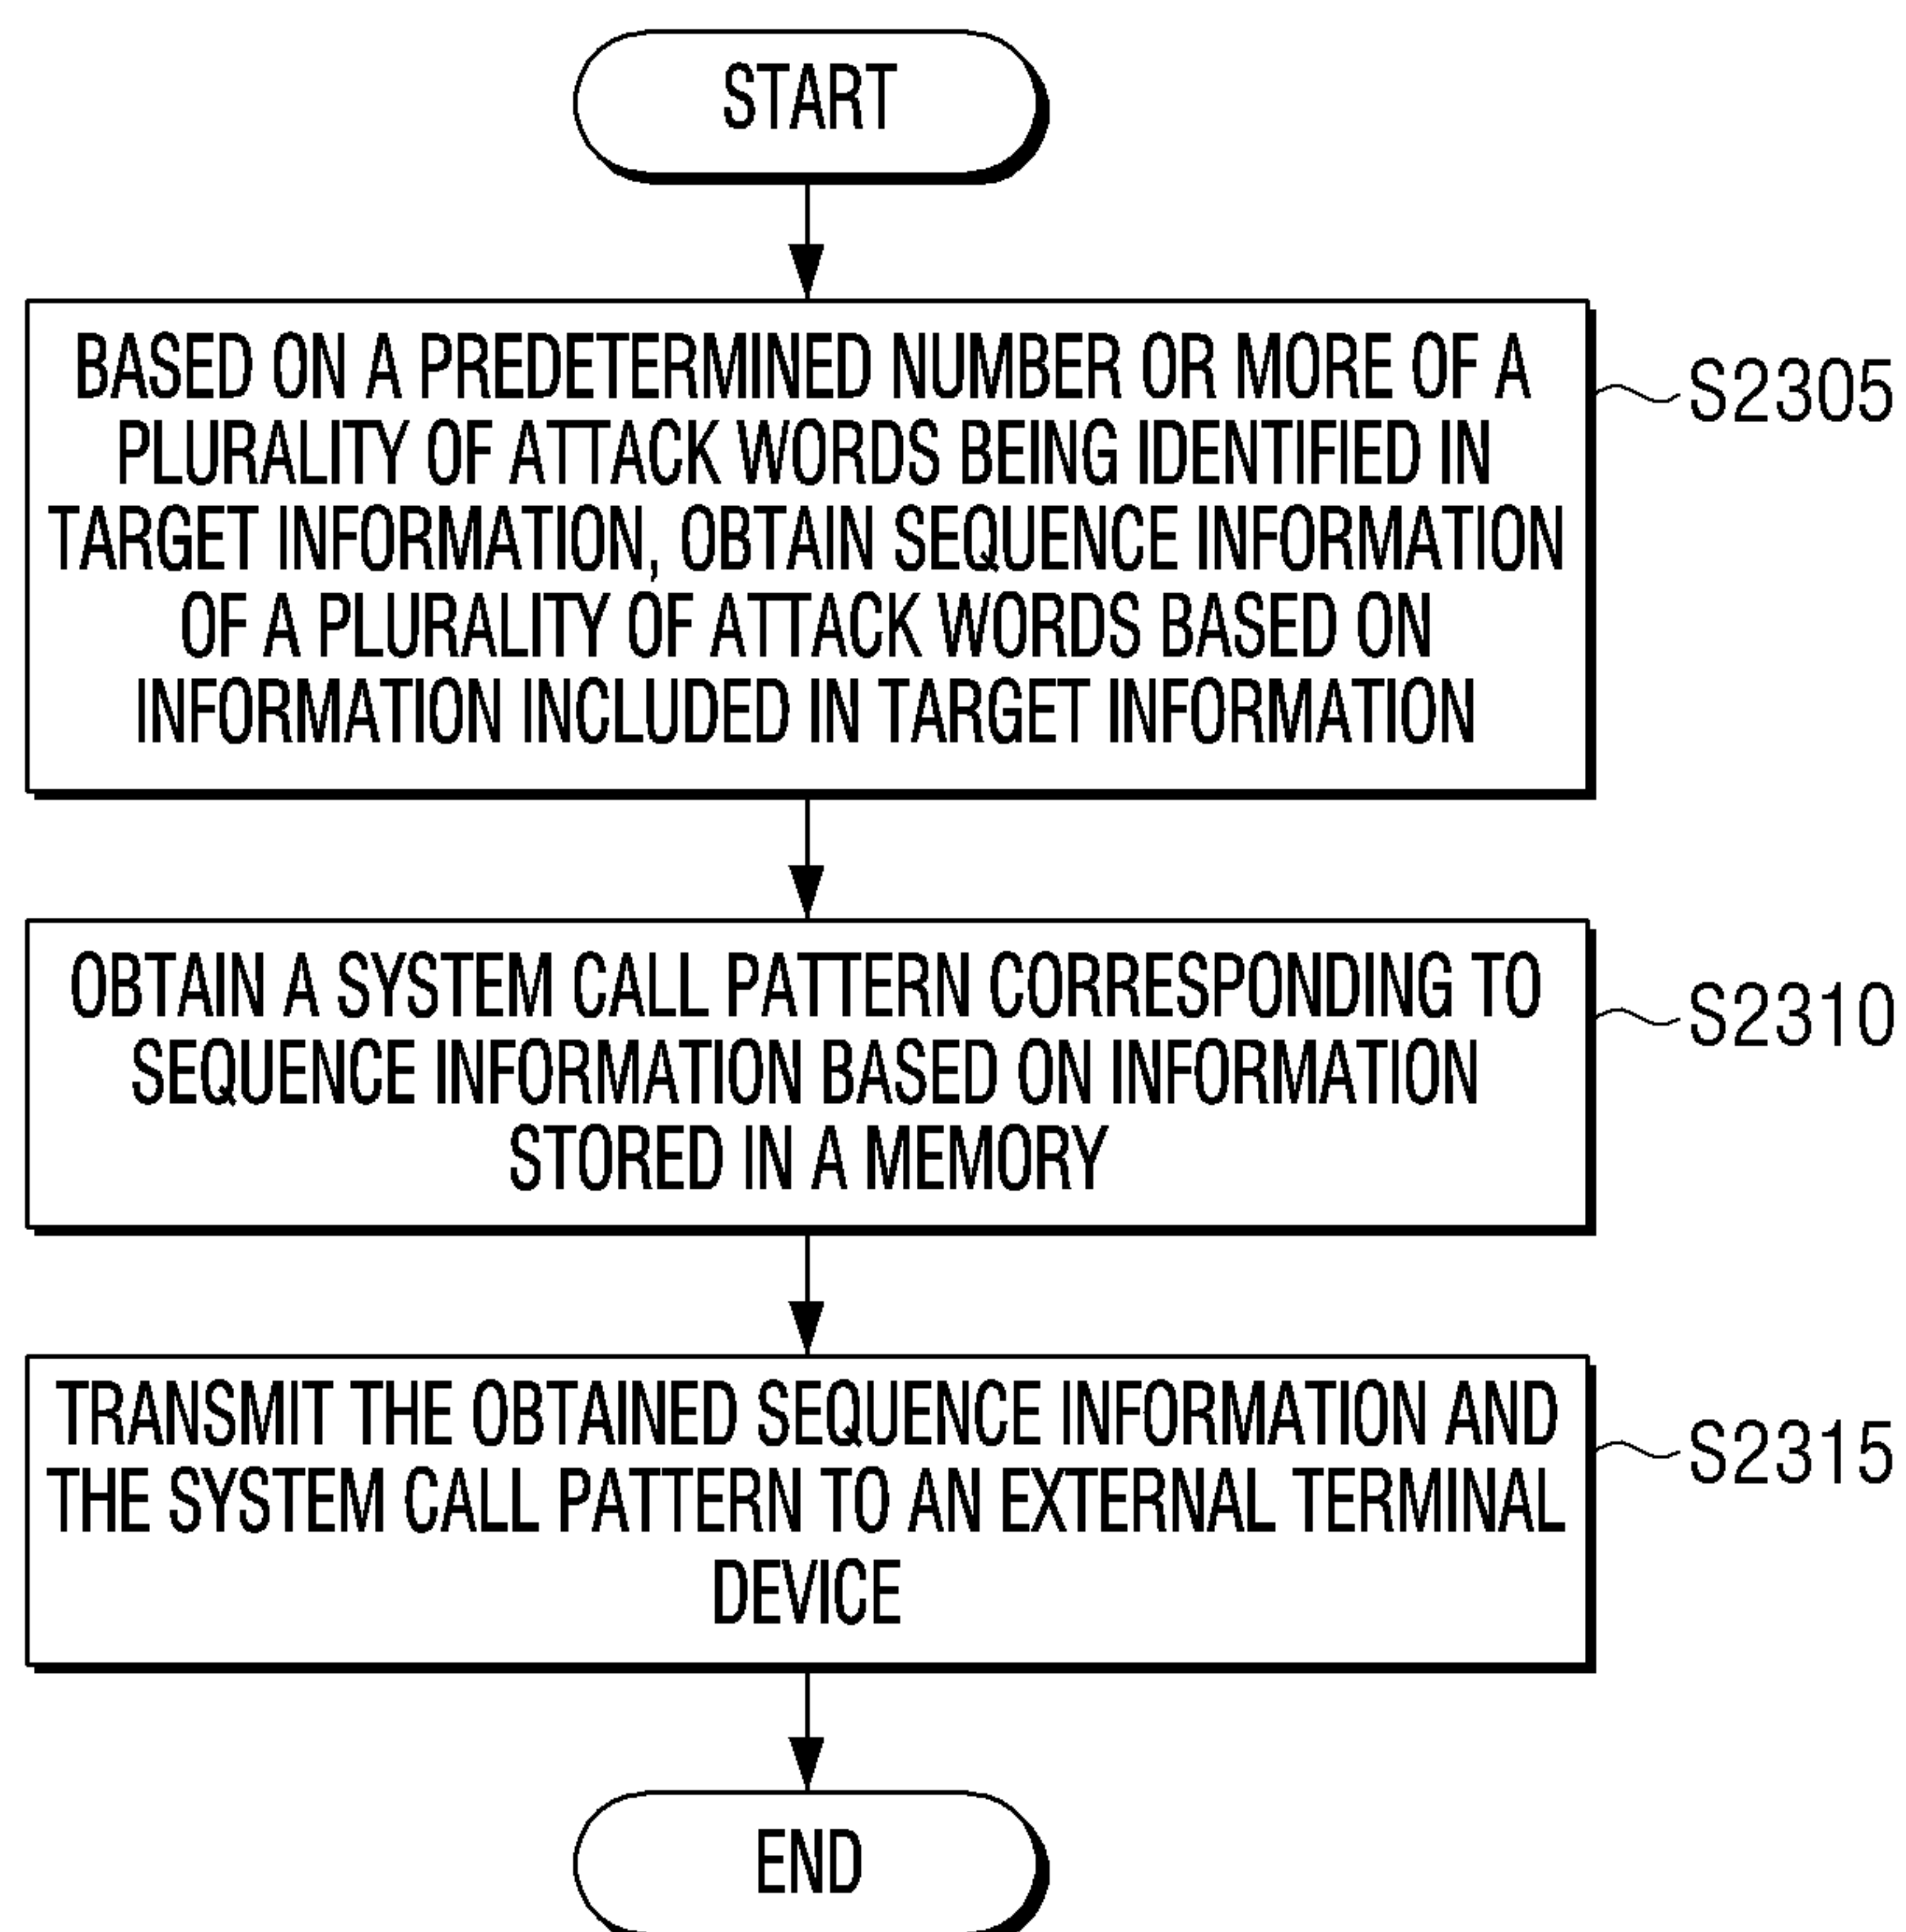 START
BASED ON A PREDETERMINED NUMBER OR MORE OF A
PLURALITY OF ATTACK WORDS BEING IDENTIFIED IN
TARGET INFORMATION, OBTAIN SEQUENCE INFORMATION
OF A PLURALITY OF ATTACK WORDS BASED ON
INFORMATION INCLUDED IN TARGET INFORMATION
S2305
OBTAIN A SYSTEM CALL PATTERN CORRESPONDING TO
SEQUENCE INFORMATION BASED ON INFORMATION
STORED IN A MEMORY
S2310
TRANSMIT THE OBTAINED SEQUENCE INFORMATION AND
THE SYSTEM CALL PATTERN TO AN EXTERNAL TERMINAL
DEVICE
S2315
END